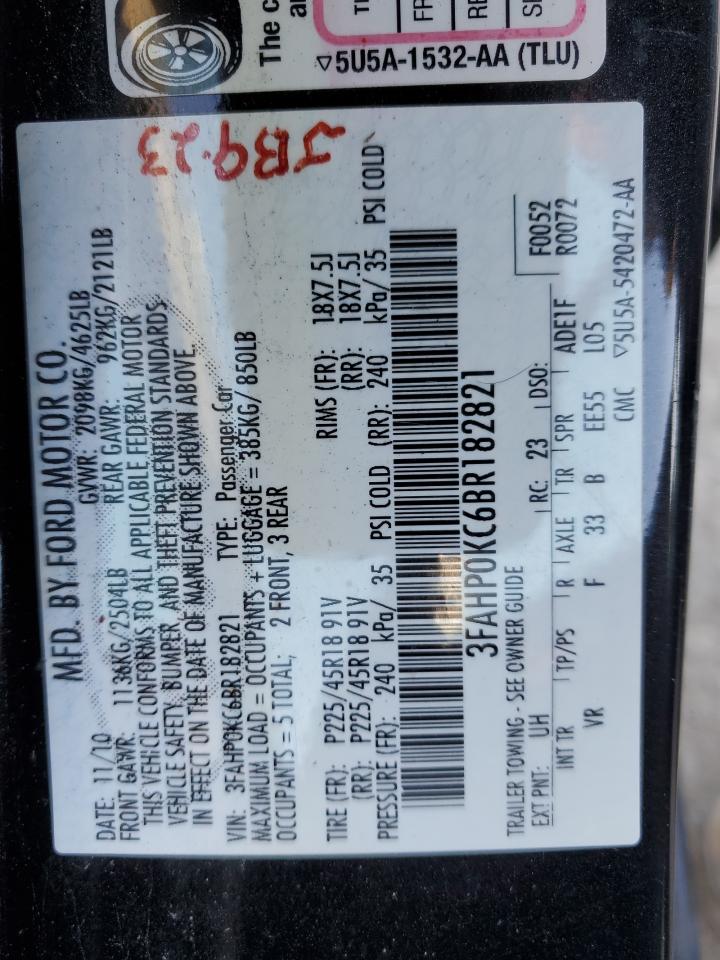 The c
5U5A-1532-AA (TLU)
JB9.23
MFD. BY FORD MOTOR CO.
DATE: 11/10 GVWR: 2098KG/4625LB
FRONT GAWR: 1136KG/2504LB REAR GAWR: 962KG/2121LB
THIS VEHICLE CONFORMS TO ALL APPLICABLE FEDERAL MOTOR
VEHICLE SAFETY, BUMPER, AND THEFT PREVENTION STANDARDS
IN EFFECT ON THE DATE OF MANUFACTURE SHOWN ABOVE
VIN: 3FAHP0KC6BR182821 TYPE: Passenger Car
MAXIMUM LOAD = OCCUPANTS + LUGGAGE = 385KG/ 850LB
OCCUPANTS = 5 TOTAL, 2 FRONT, 3 REAR
TIRE (FR): P225/45R18 91V RIMS (FR): 18X7.5J
(RR): P225/45R18 91V (RR): 18X7.5J
PRESSURE (FR): 240 kPa/ 35 PSI COLD (RR): 240 kPa/ 35 PSI COLD
3FAHP0KC6BR182821
TRAILER TOWING - SEE OWNER GUIDE
F0052
EXT PNT: UH RC: 23 DSO: R0072
INT TR TP/PS R AXLE TR SPR ADE1F
VR F 33 B EE55 L05
CMC 5U5A-5420472-AA